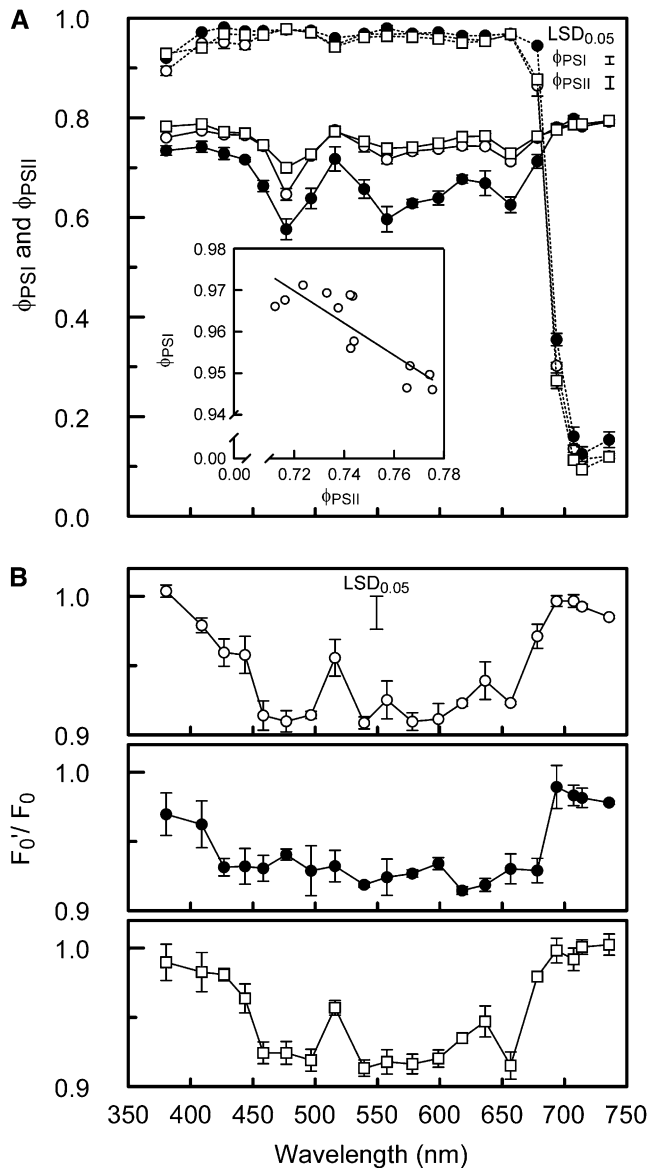 A
1.0
0.8
0.6
0.4
0.2
0.0
ϕPSI and ϕPSII
LSD0.05
ϕPSI
ϕPSII
0.98
0.97
0.96
0.95
0.94
0.00
ϕPSI
0.00 0.72 0.74 0.76 0.78
ϕPSII
B
LSD0.05
1.0
0.9
1.0
0.9
1.0
0.9
F0'/ F0
350 400 450 500 550 600 650 700 750
Wavelength (nm)